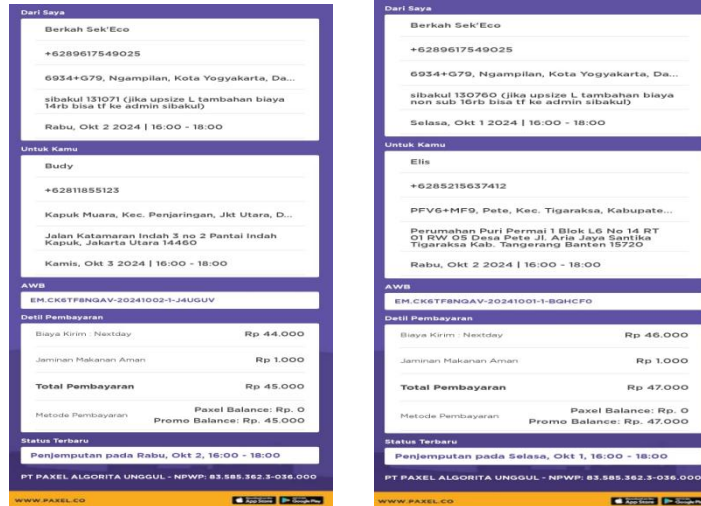 Dari Saya
Berkah Sek'Eco
+6289617549025
6934+G79, Ngampilan, Kota Yogyakarta, Da...
sibakul 131071 (jika upsize L tambahan biaya
14rb bisa tf ke admin sibakul)
Rabu, Okt 2 2024 | 16:00 - 18:00
Untuk Kamu
Budy
+62811855123
Kapuk Muara, Kec. Penjaringan, Jkt Utara, D...
Jalan Katamaran Indah 3 no 2 Pantai Indah
Kapuk, Jakarta Utara 14460
Kamis, Okt 3 2024 | 16:00 - 18:00
AWB
EM.CK6TF8NQAV-20241002-1-J4UGUV
Detil Pembayaran
Biaya Kirim : Nextday Rp 44.000
Jaminan Makanan Aman Rp 1.000
Total Pembayaran Rp 45.000
Metode Pembayaran Paxel Balance: Rp. 0
Promo Balance: Rp. 45.000
Status Terbaru
Penjemputan pada Rabu, Okt 2, 16:00 - 18:00
PT PAXEL ALGORITA UNGGUL - NPWP: 83.585.362.3-036.000
WWW.PAXEL.CO App Store Google Play
Dari Saya
Berkah Sek'Eco
+6289617549025
6934+G79, Ngampilan, Kota Yogyakarta, Da...
sibakul 130760 (jika upsize L tambahan biaya
non sub 16rb bisa tf ke admin sibakul)
Selasa, Okt 1 2024 | 16:00 - 18:00
Untuk Kamu
Elis
+6285215637412
PFV6+MF9, Pete, Kec. Tigaraksa, Kabupate...
Perumahan Puri Permai 1 Blok L6 No 14 RT
01 RW 05 Desa Pete Jl. Aria Jaya Santika
Tigaraksa Kab. Tangerang Banten 15720
Rabu, Okt 2 2024 | 16:00 - 18:00
AWB
EM.CK6TF8NQAV-20241001-1-BQHCF0
Detil Pembayaran
Biaya Kirim : Nextday Rp 46.000
Jaminan Makanan Aman Rp 1.000
Total Pembayaran Rp 47.000
Metode Pembayaran Paxel Balance: Rp. 0
Promo Balance: Rp. 47.000
Status Terbaru
Penjemputan pada Selasa, Okt 1, 16:00 - 18:00
PT PAXEL ALGORITA UNGGUL - NPWP: 83.585.362.3-036.000
WWW.PAXEL.CO App Store Google Play